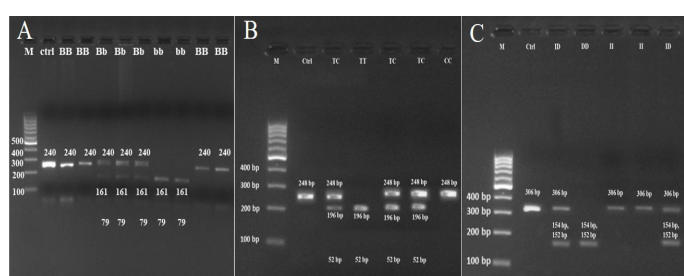 A
M ctrl BB BB Bb Bb Bb bb bb BB BB
240 240 240 240 240 240 240 240
500
400
300
200
100
161 161 161 161 161
79 79 79 79 79
B
M Ctrl TC TT TC TC CC
400 bp
300 bp
200 bp
100 bp
248 bp 248 bp 248 bp 248 bp 248 bp
196 bp 196 bp 196 bp 196 bp
52 bp 52 bp 52 bp 52 bp
C
M Ctrl ID DD II II ID
400 bp
300 bp
200 bp
100 bp
306 bp 306 bp 306 bp 306 bp 306 bp
154 bp, 154 bp, 154 bp,
152 bp 152 bp 152 bp